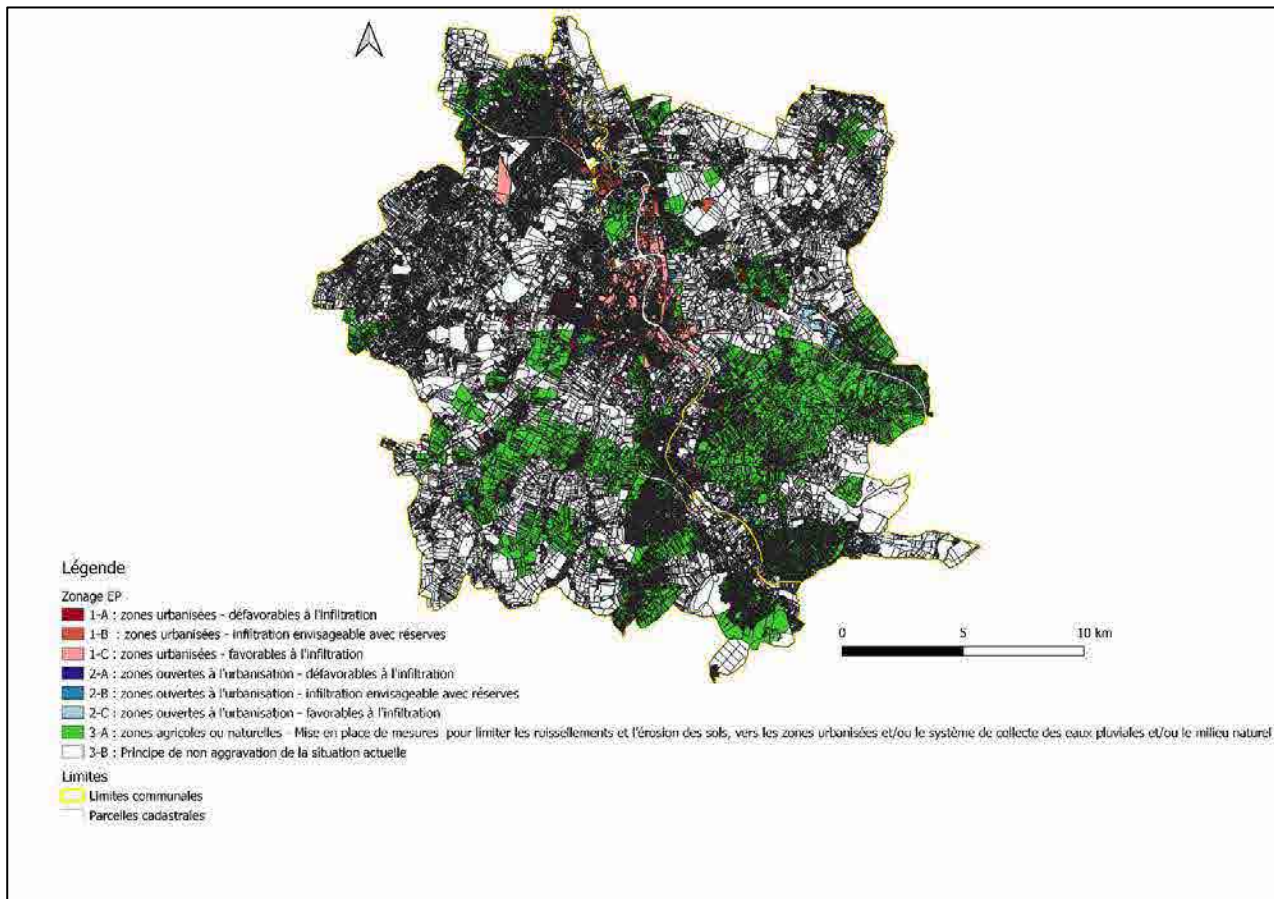 Légende
Zonage EP
1-A : zones urbanisées - défavorables à l'infiltration
1-B : zones urbanisées - infiltration envisageable avec réserves
1-C : zones urbanisées - favorables à l'infiltration
2-A : zones ouvertes à l'urbanisation - défavorables à l'infiltration
2-B : zones ouvertes à l'urbanisation - infiltration envisageable avec réserves
2-C : zones ouvertes à l'urbanisation - favorables à l'infiltration
3-A : zones agricoles ou naturelles - Mise en place de mesures pour limiter les ruissellements et l'érosion des sols, vers les zones urbanisées et/ou le système de collecte des eaux pluviales et/ou le milieu naturel
3-B : Principe de non aggravation de la situation actuelle
Limites
Limites communales
Parcelles cadastrales
0 5 10 km